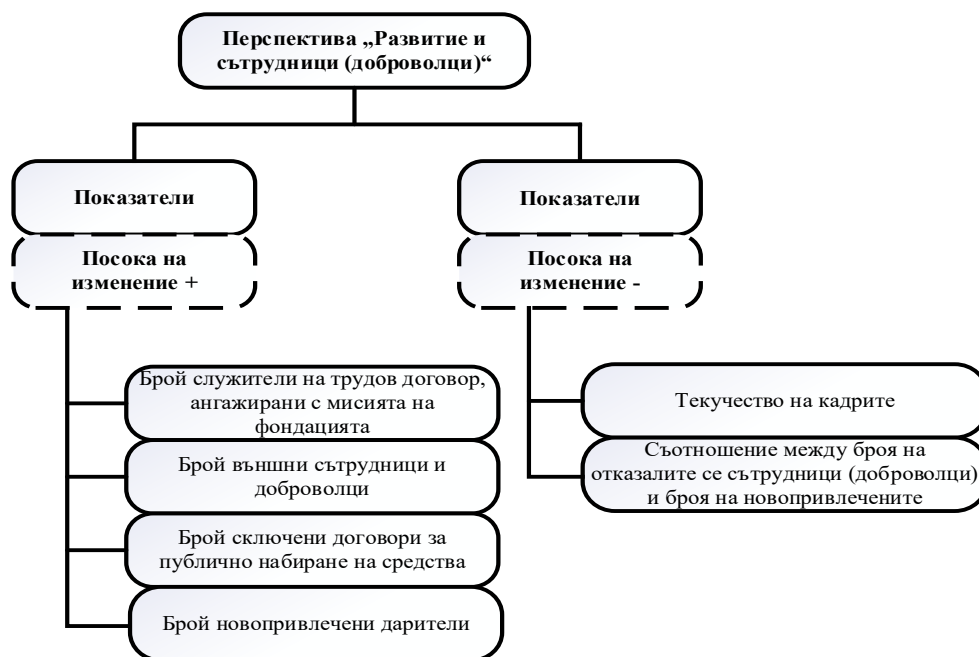 Перспектива „Развитие и
сътрудници (доброволци)“
Показатели
Посока на
изменение +
Брой служители на трудов договор,
ангажирани с мисията на
фондацията
Брой външни сътрудници и
доброволци
Брой сключени договори за
публично набиране на средства
Брой новопривлечени дарители
Показатели
Посока на
изменение -
Текучество на кадрите
Съотношение между броя на
отказалите се сътрудници (доброволци)
и броя на новопривлечените